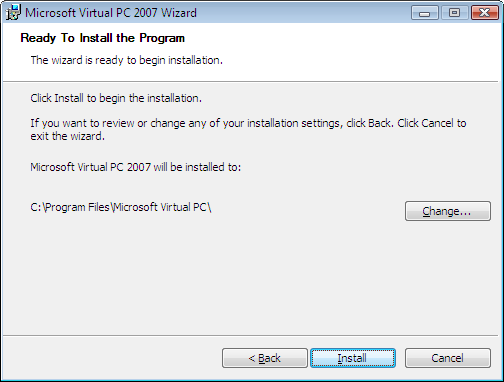 Microsoft Virtual PC 2007 Wizard
Ready To Install the Program
The wizard is ready to begin installation.
Click Install to begin the installation.
If you want to review or change any of your installation settings, click Back. Click Cancel to
exit the wizard.
Microsoft Virtual PC 2007 will be installed to:
C:\Program Files\Microsoft Virtual PC\
Change...
< Back
Install
Cancel